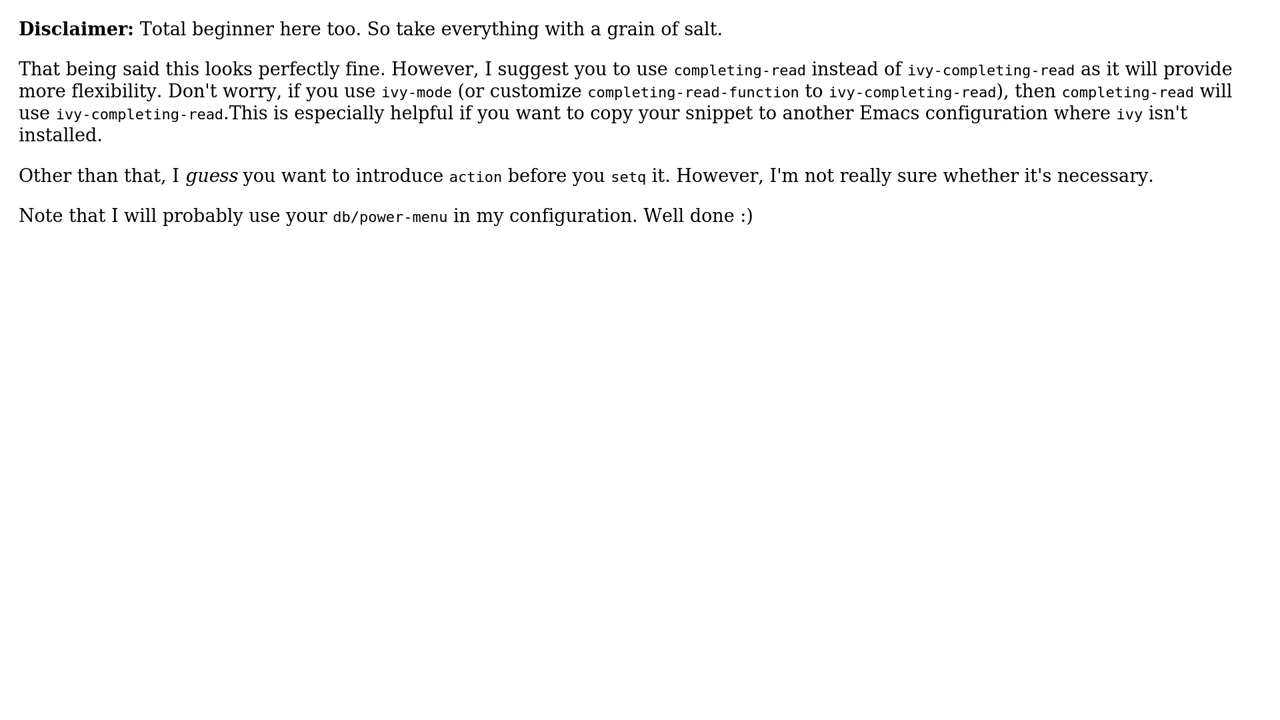 Disclaimer: Total beginner here too. So take everything with a grain of salt.
That being said this looks perfectly fine. However, I suggest you to use completing-read instead of ivy-completing-read as it will provide
more flexibility. Don't worry, if you use ivy-mode (or customize completing-read-function to ivy-completing-read), then completing-read will
use ivy-completing-read.This is especially helpful if you want to copy your snippet to another Emacs configuration where ivy isn't
installed.
Other than that, I guess you want to introduce action before you setq it. However, I'm not really sure whether it's necessary.
Note that I will probably use your db/power-menu in my configuration. Well done :)